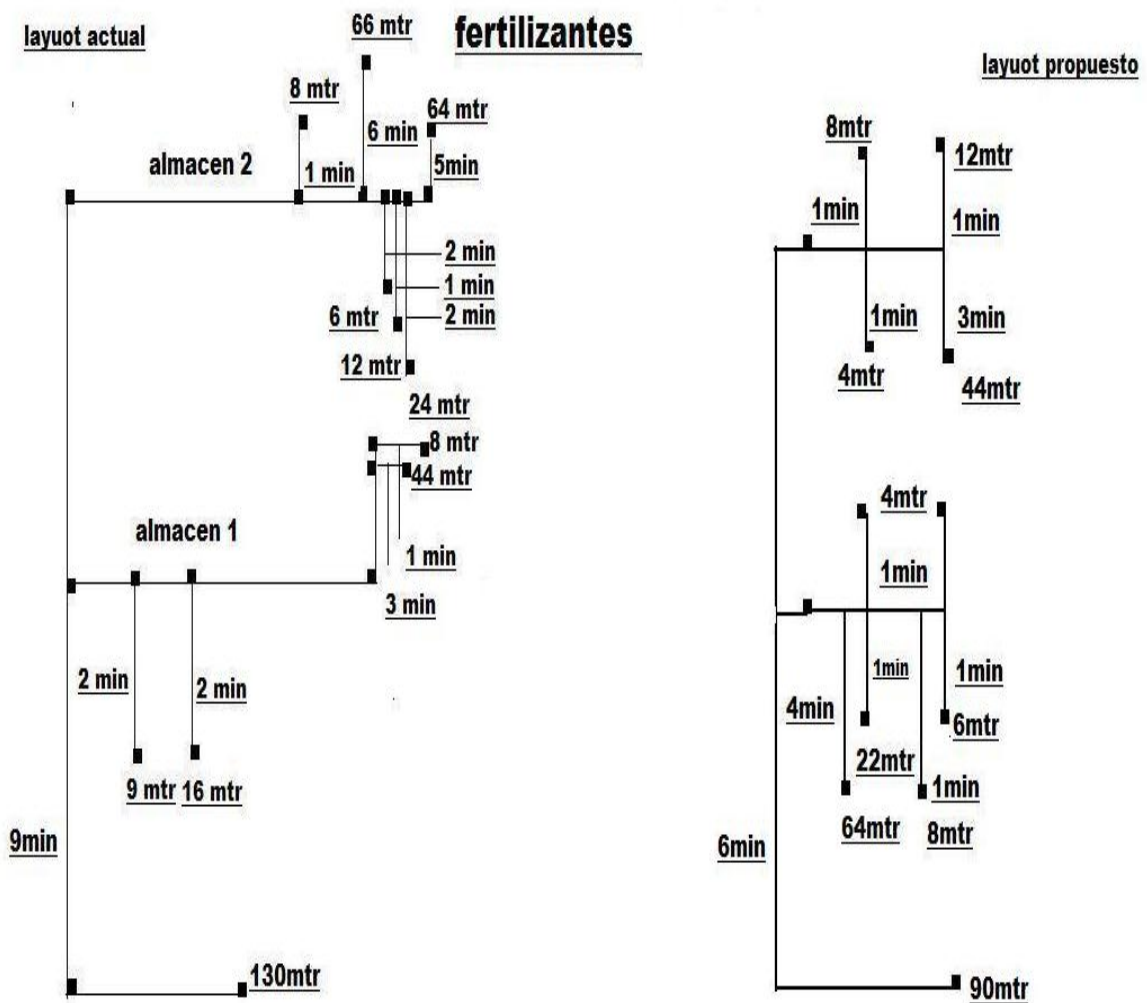 layuot actual
fertilizantes
66 mtr
8 mtr
64 mtr
6 min
almacen 2
1 min
5min
2 min
1 min
6 mtr
2 min
12 mtr
24 mtr
8 mtr
44 mtr
almacen 1
1 min
3 min
2 min
2 min
9 mtr
16 mtr
9min
130mtr
layuot propuesto
8mtr
12mtr
1min
1min
1min
3min
4mtr
44mtr
4mtr
1min
1min
1min
4min
6mtr
22mtr
1min
64mtr
8mtr
6min
90mtr